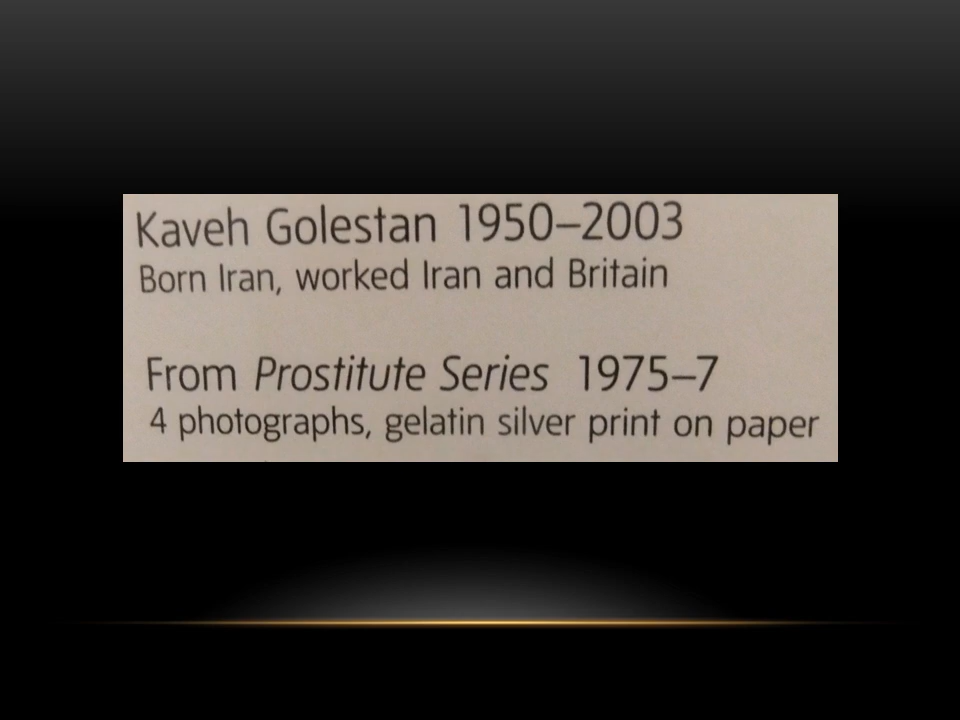 Kaveh Golestan 1950–2003
Born Iran, worked Iran and Britain
From Prostitute Series 1975–7
4 photographs, gelatin silver print on paper